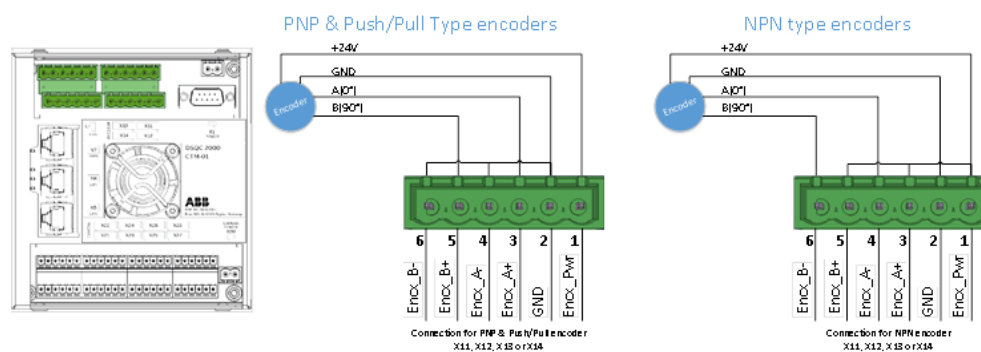 PNP & Push/Pull Type encoders
+24V
GND
A(0°)
B(90°)
Encoder
6 5 4 3 2 1
Encx_B-
Encx_B+
Encx_A-
Encx_A+
GND
Encx_Pwr
Connection for PNP & Push/Pull encoder
X11, X12, X13 or X14
NPN type encoders
+24V
GND
A(0°)
B(90°)
Encoder
6 5 4 3 2 1
Encx_B-
Encx_B+
Encx_A-
Encx_A+
GND
Encx_Pwr
Connection for NPN encoder
X11, X12, X13 or X14
DSQC 2000
CTM-01
ABB